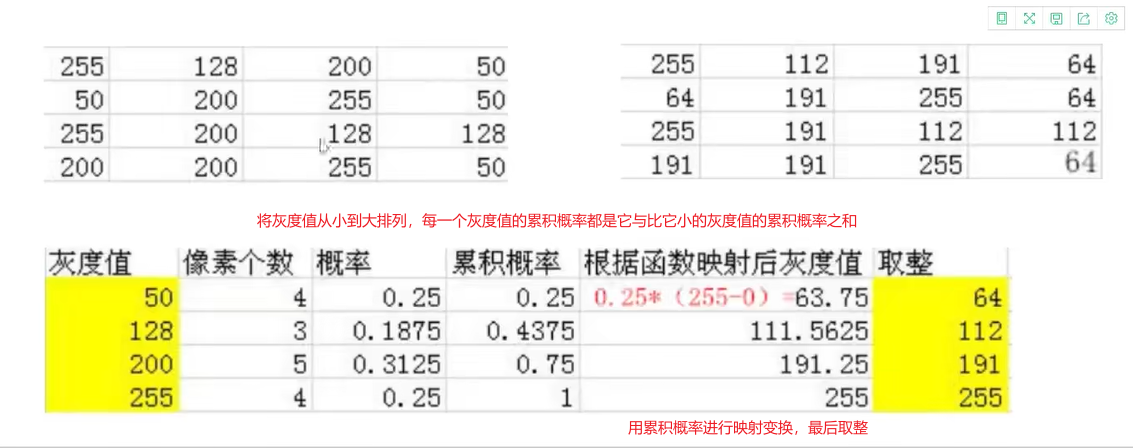 255 128 200 50
50 200 255 50
255 200 128 128
200 200 255 50
255 112 191 64
64 191 255 64
255 191 112 112
191 191 255 64
将灰度值从小到大排列，每一个灰度值的累积概率都是它与比它小的灰度值的累积概率之和
灰度值 像素个数 概率 累积概率 根据函数映射后灰度值 取整
50 4 0.25 0.25 0.25*（255-0）=63.75 64
128 3 0.1875 0.4375 111.5625 112
200 5 0.3125 0.75 191.25 191
255 4 0.25 1 255 255
用累积概率进行映射变换，最后取整